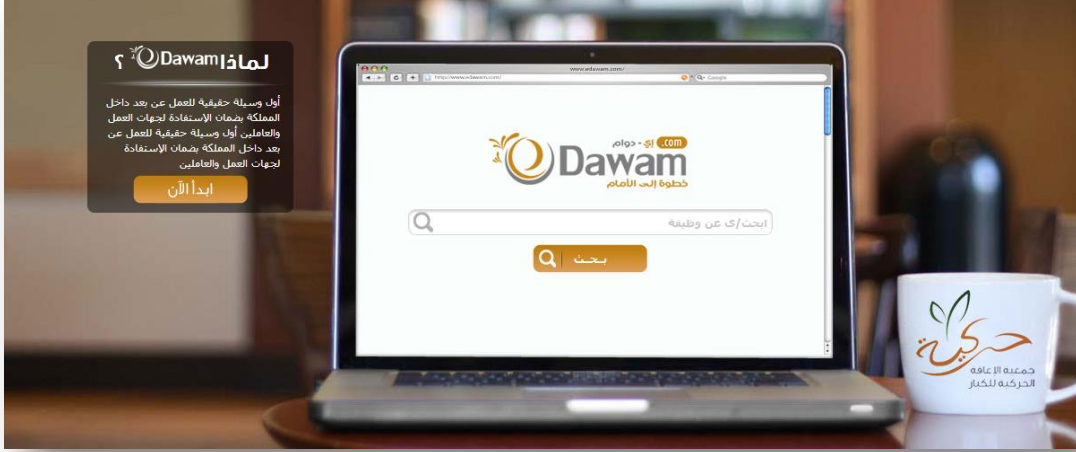 لماذا Dawam ؟
أول وسيلة حقيقية للعمل عن بعد داخل
المملكة بضمان الإستفادة لجهات العمل
والعاملين أول وسيلة حقيقية للعمل عن
بعد داخل المملكة بضمان الإستفادة
لجهات العمل والعاملين
ابدأ الآن
www.edawam.com/
http://www.edawam.com/
Google
إي - دوام .com
Dawam
خطوة إلى الأمام
ابحث/ى عن وظيفة
بحث
حركية
جمعية الإعاقة
الحركية للكبار